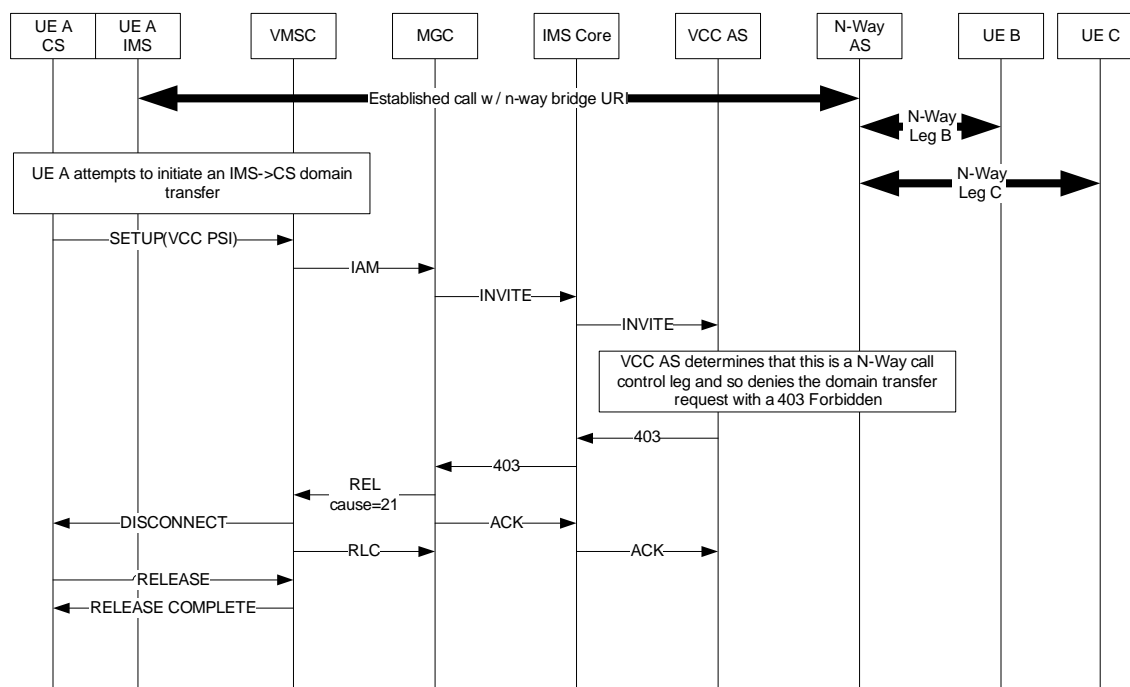 UE A
CS
UE A
IMS
VMSC
MGC
IMS Core
VCC AS
N-Way
AS
UE B
UE C
Established call w / n-way bridge URI
N-Way
Leg B
UE A attempts to initiate an IMS->CS domain
transfer
N-Way
Leg C
SETUP(VCC PSI)
IAM
INVITE
INVITE
VCC AS determines that this is a N-Way call
control leg and so denies the domain transfer
request with a 403 Forbidden
403
403
REL
cause=21
DISCONNECT
ACK
RLC
ACK
RELEASE
RELEASE COMPLETE